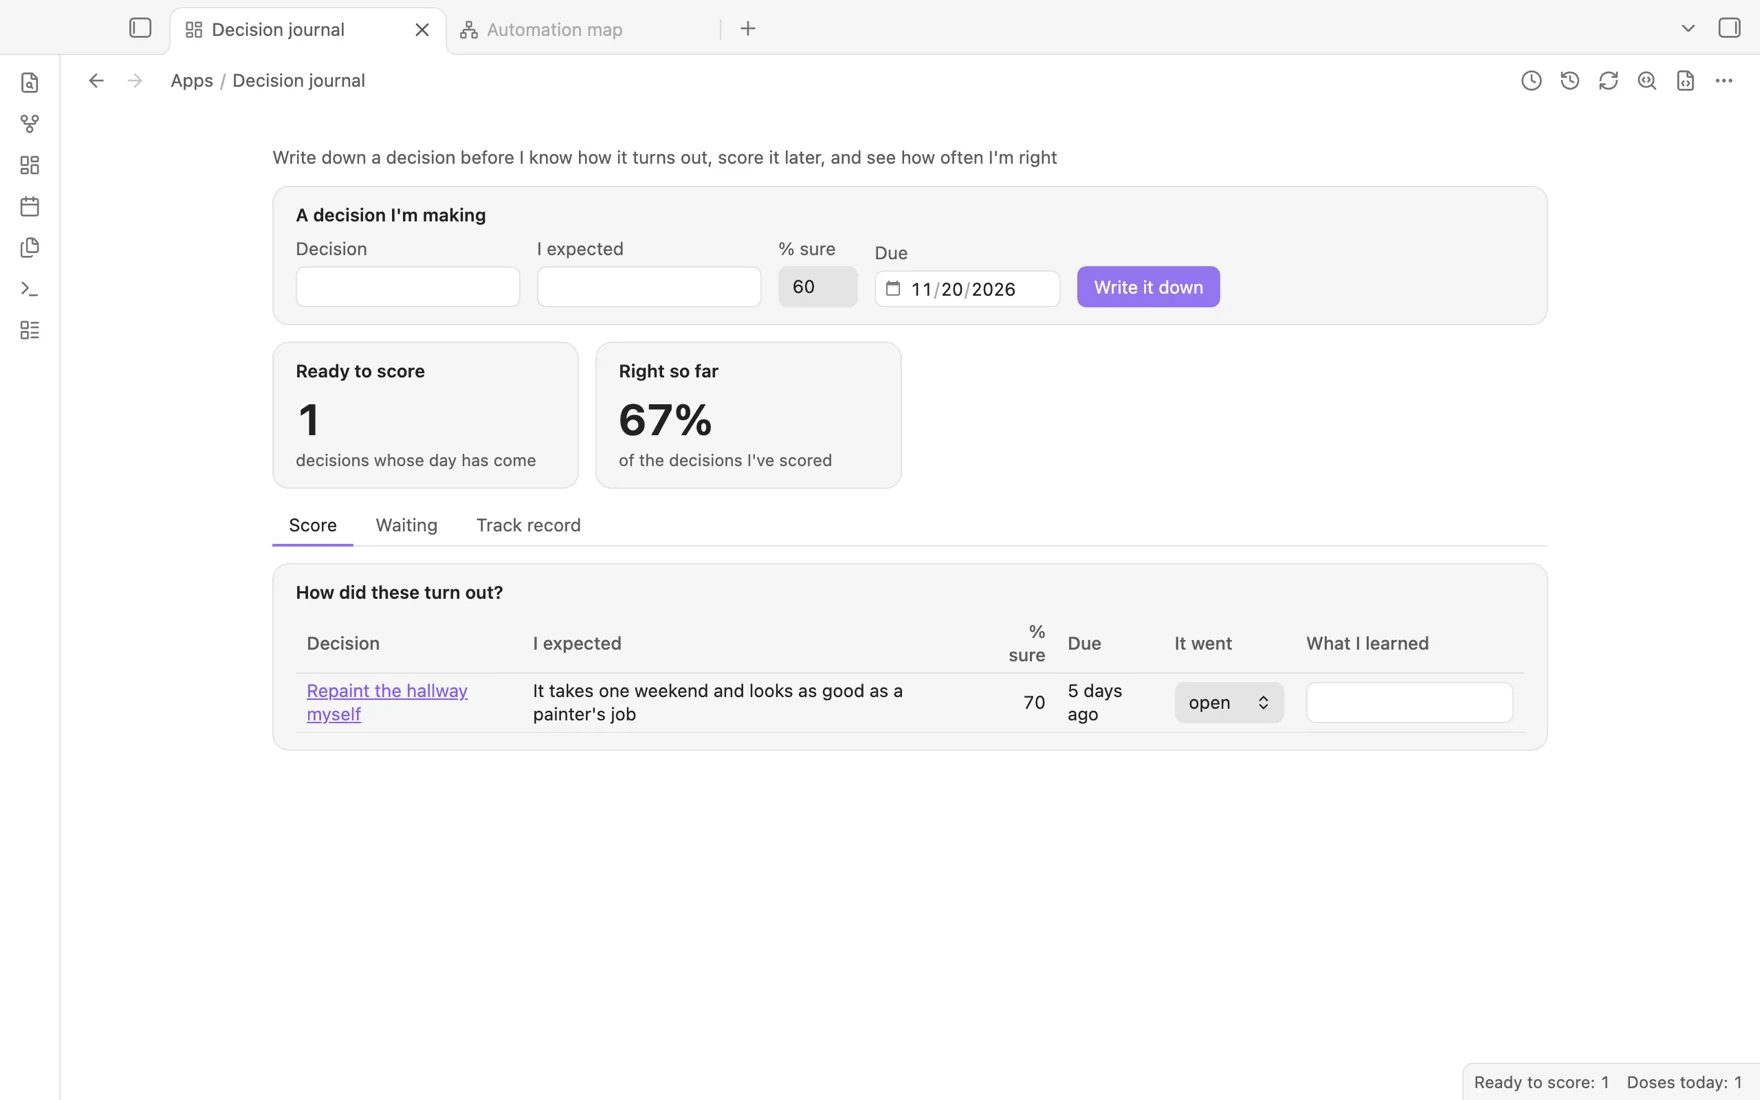 Decision journal
Automation map
Apps / Decision journal
Write down a decision before I know how it turns out, score it later, and see how often I'm right
A decision I'm making
Decision
I expected
% sure
Due
60
11/20/2026
Write it down
Ready to score
1
decisions whose day has come
Right so far
67%
of the decisions I've scored
Score
Waiting
Track record
How did these turn out?
Decision
I expected
%
sure
Due
It went
What I learned
Repaint the hallway
myself
It takes one weekend and looks as good as a
painter's job
70
5 days
ago
open
Ready to score: 1
Doses today: 1